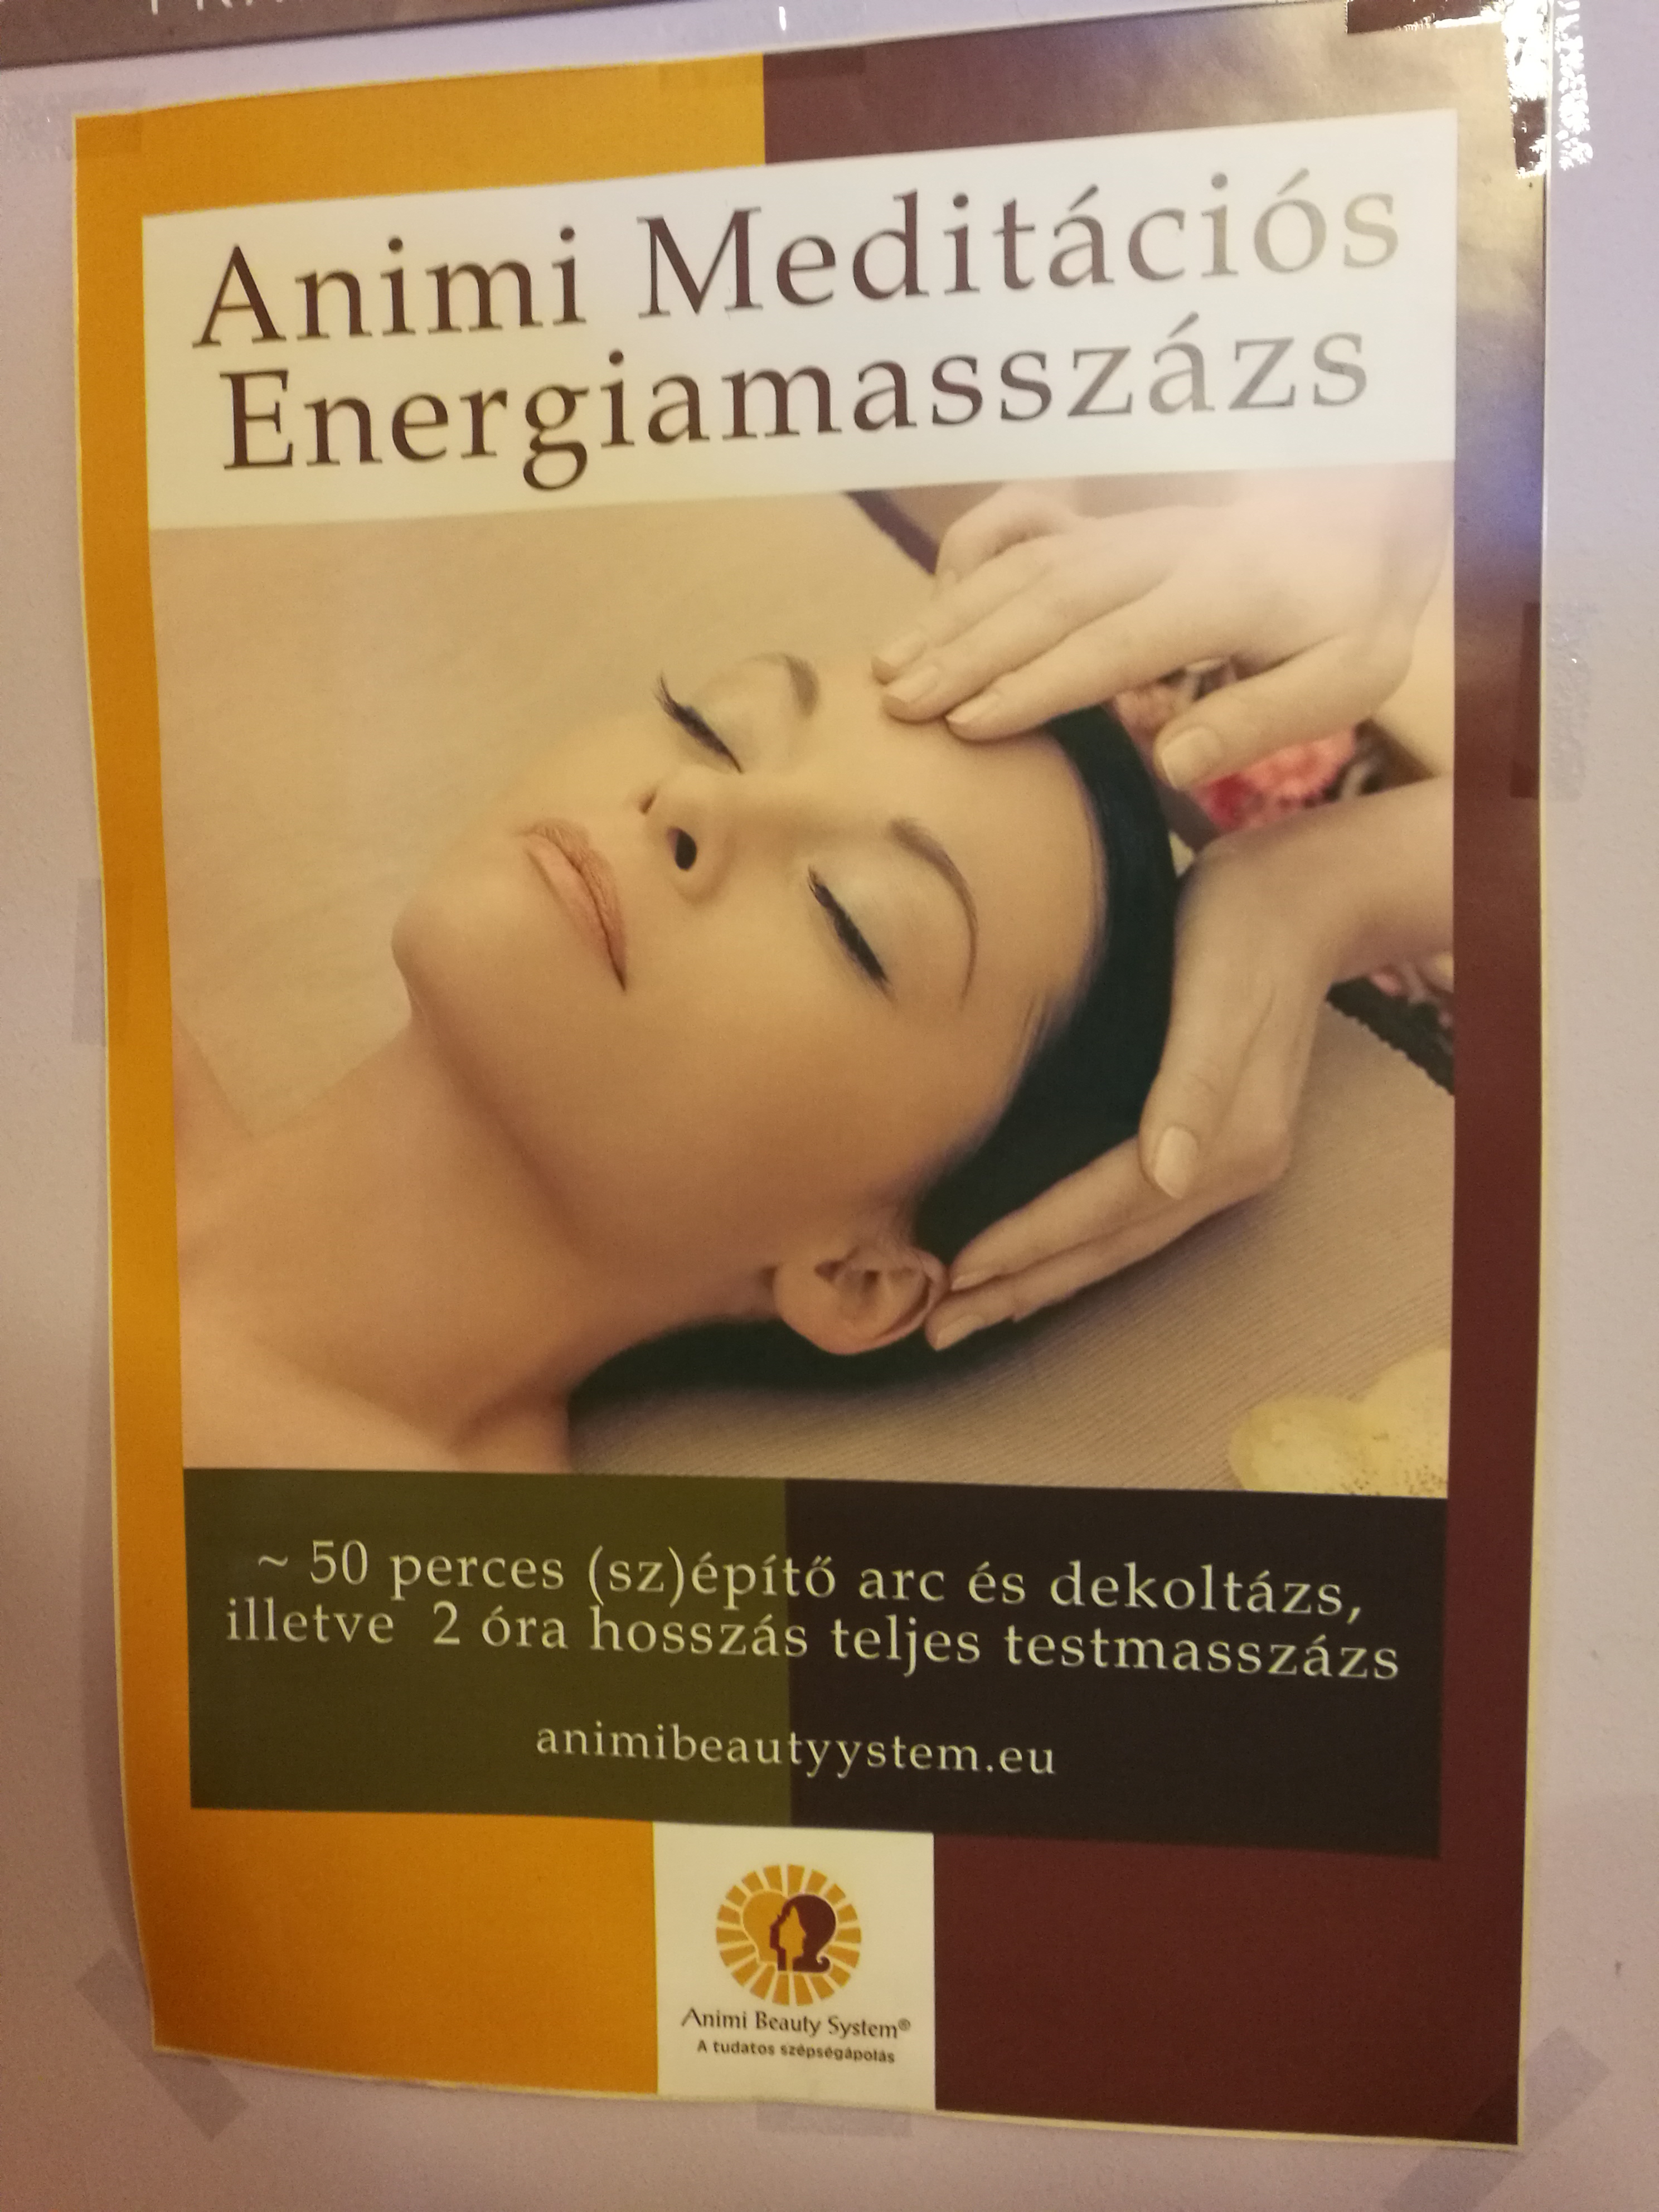 Animi Meditációs
Energiamasszázs
~ 50 perces (sz)építő arc és dekoltázs,
illetve 2 óra hosszás teljes testmasszázs
animibeautyystem.eu
Animi Beauty System®
A tudatos szépségápolás